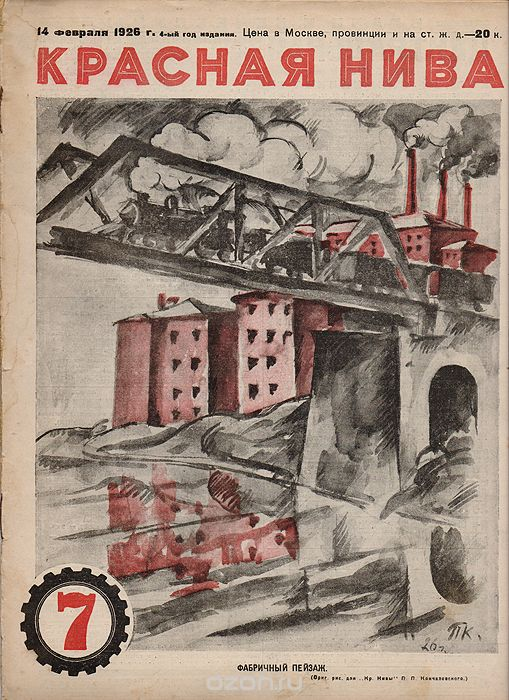 14 Февраля 1926 г. 4-ый год издания. Цена в Москве, провинции и на ст. ж. д.—20 к.
КРАСНАЯ НИВА
7
ПК.
26 г.
ФАБРИЧНЫЙ ПЕЙЗАЖ.
(Ориг. рис. для „Кр. Нивы" П. П. Кончаловского.)
ozon.ru